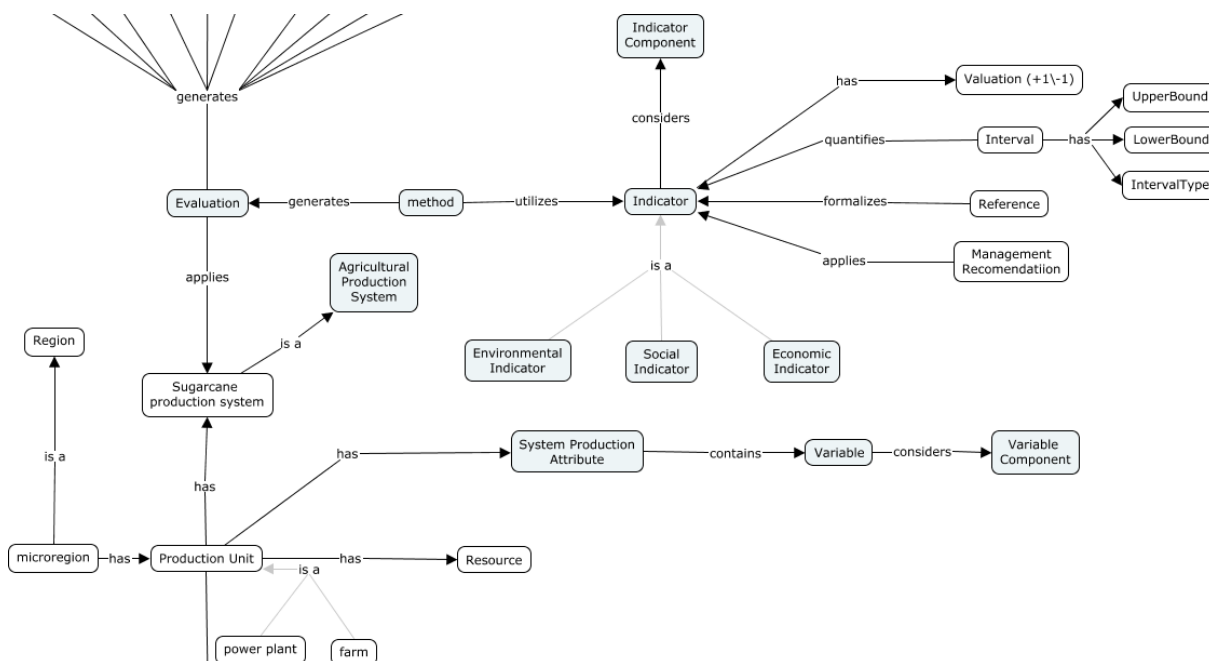 Indicator
Component
generates
has
Valuation (+1\-1)
UpperBound
considers
quantifies
Interval
has
LowerBound
IntervalType
Evaluation
generates
method
utilizes
Indicator
formalizes
Reference
applies
Management
Recomendatiion
applies
Agricultural
Production
System
is a
Region
is a
Environmental
Indicator
Social
Indicator
Economic
Indicator
Sugarcane
production system
is a
has
has
System Production
Attribute
contains
Variable
considers
Variable
Component
microregion
has
Production Unit
has
Resource
is a
power plant
farm